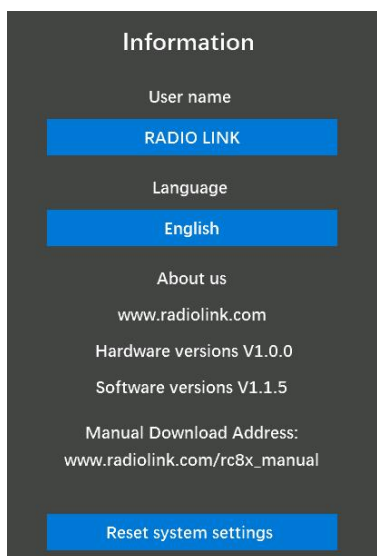 Information
User name
RADIO LINK
Language
English
About us
www.radiolink.com
Hardware versions V1.0.0
Software versions V1.1.5
Manual Download Address:
www.radiolink.com/rc8x_manual
Reset system settings